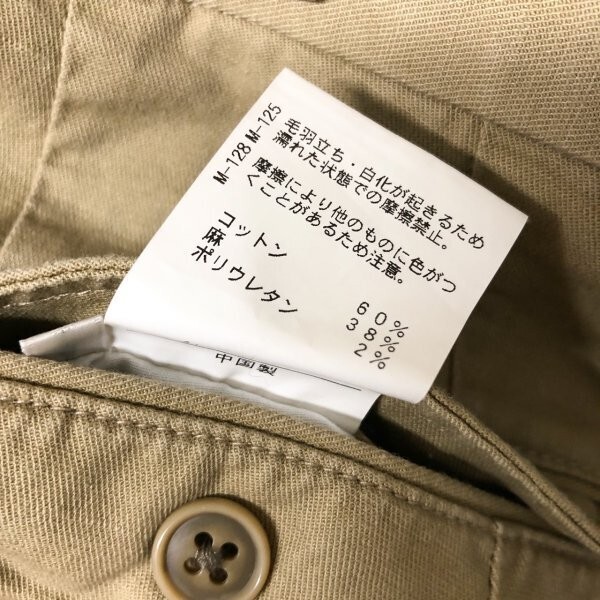 M-125 毛羽立ち・白化が起きるため
濡れた状態での摩擦禁止。
M-128 摩擦により他のものに色がつ
くことがあるため注意。
コットン 60%
麻 38%
ポリウレタン 2%
中国製